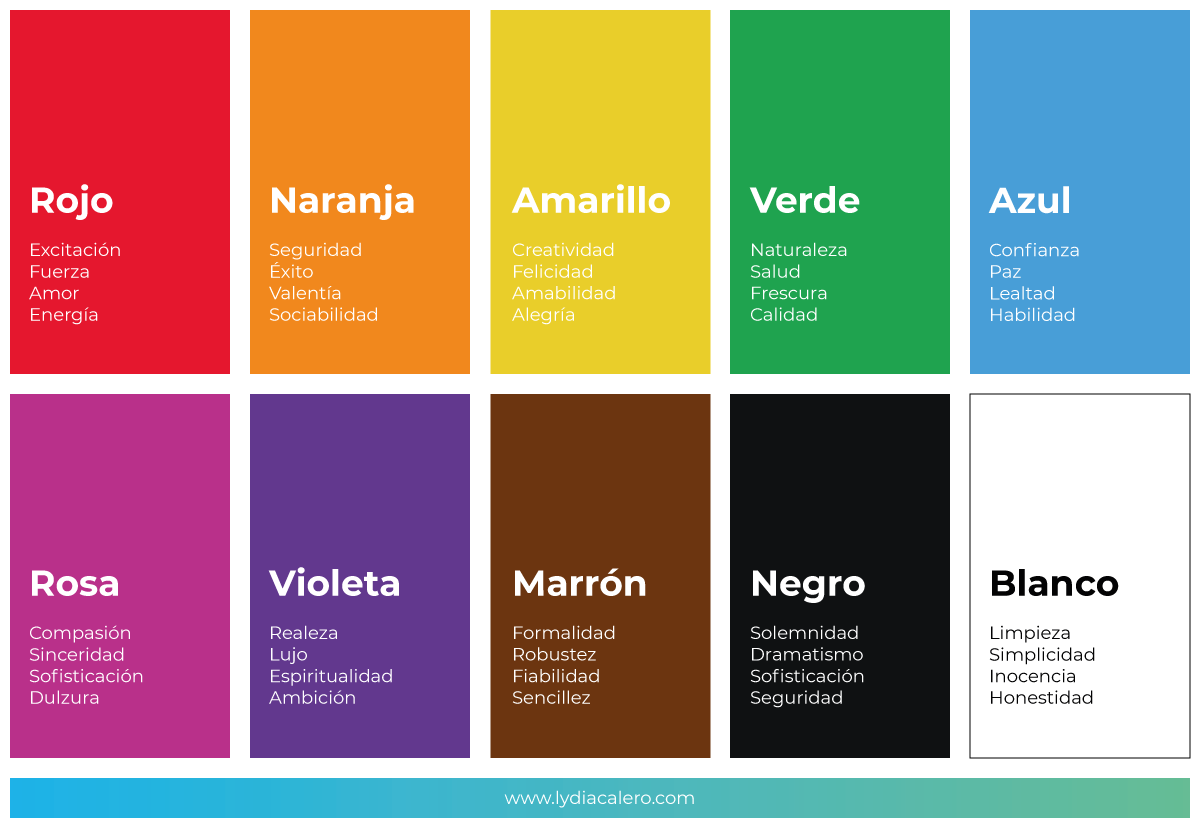 Rojo
Excitación
Fuerza
Amor
Energía
Naranja
Seguridad
Éxito
Valentía
Sociabilidad
Amarillo
Creatividad
Felicidad
Amabilidad
Alegría
Verde
Naturaleza
Salud
Frescura
Calidad
Azul
Confianza
Paz
Lealtad
Habilidad
Rosa
Compasión
Sinceridad
Sofisticación
Dulzura
Violeta
Realeza
Lujo
Espiritualidad
Ambición
Marrón
Formalidad
Robustez
Fiabilidad
Sencillez
Negro
Solemnidad
Dramatismo
Sofisticación
Seguridad
Blanco
Limpieza
Simplicidad
Inocencia
Honestidad
www.lydiacalero.com